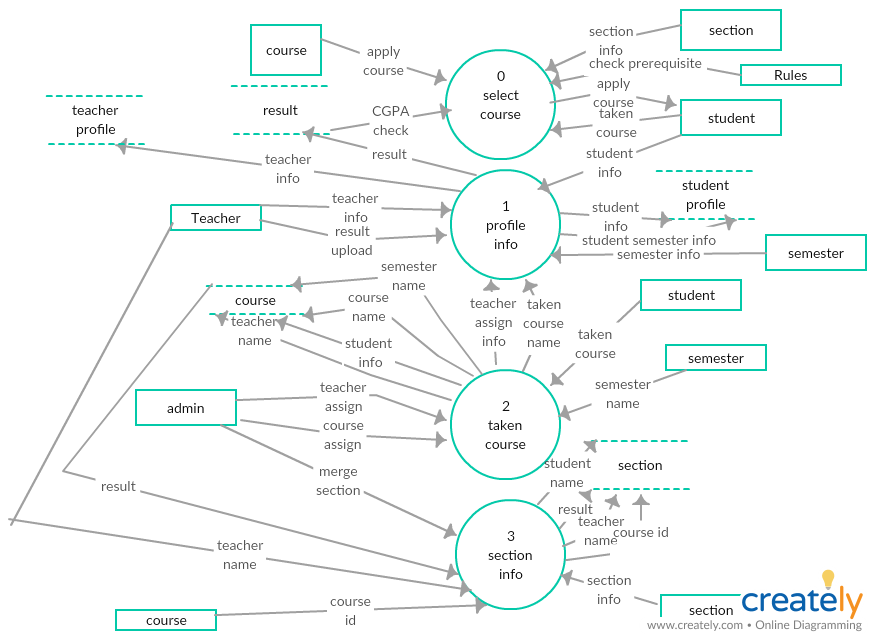 section
section
info
course
apply
course
0
select
course
check prerequisite
Rules
apply
course
teacher
profile
result
CGPA
check
taken
course
student
result
student
info
teacher
info
student
profile
Teacher
teacher
info
result
upload
1
profile
info
student
info
student semester info
semester info
semester
semester
name
course
course
name
teacher
name
student
info
teacher
assign
info
taken
course
name
student
taken
course
semester
semester
name
admin
teacher
assign
course
assign
2
taken
course
merge
section
student
name
section
result
result
teacher
name
course id
3
section
info
teacher
name
section
info
course
course
id
section
creately
www.creately.com • Online Diagramming